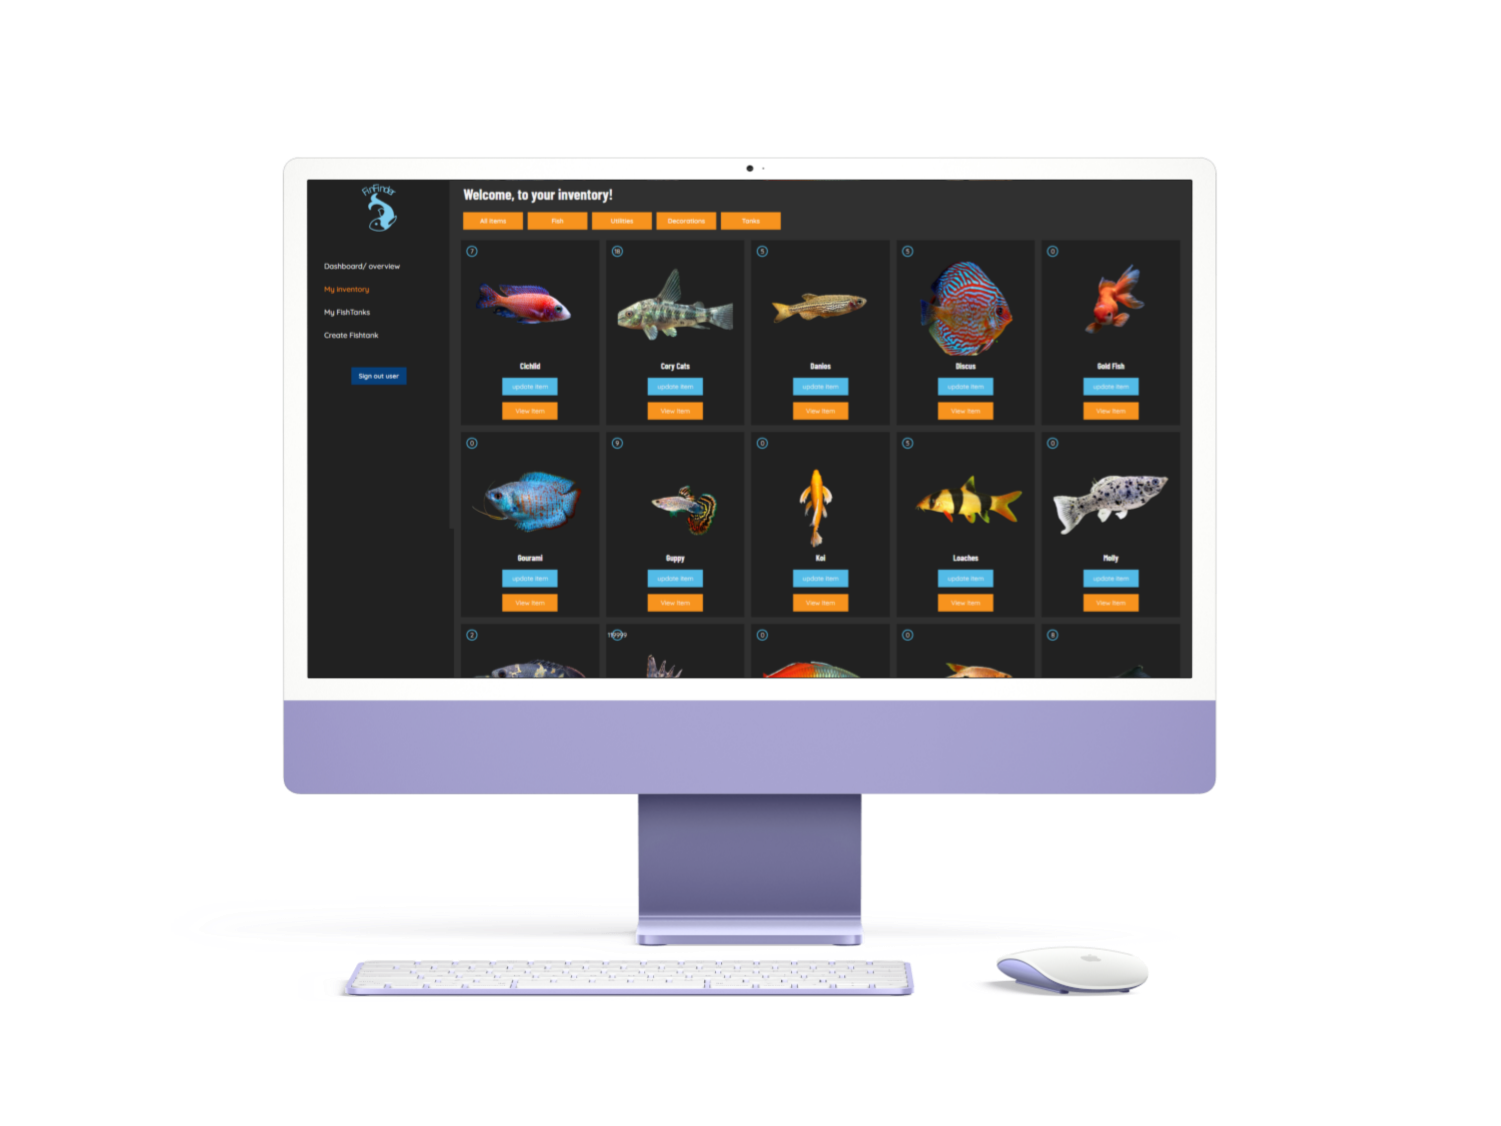 FinFinder
Welcome, to your inventory!
All Items Fish Utilities Decorations Tanks
Dashboard/ overview
My inventory
My FishTanks
Create Fishtank
Sign out user
7 16 5 5 0
Cichlid Cory Cats Danios Discus Gold Fish
update item update item update item update item update item
View Item View Item View Item View Item View Item
0 9 0 5 0
Gourami Guppy Koi Loaches Molly
update item update item update item update item update item
View Item View Item View Item View Item View Item
2 0 0 8